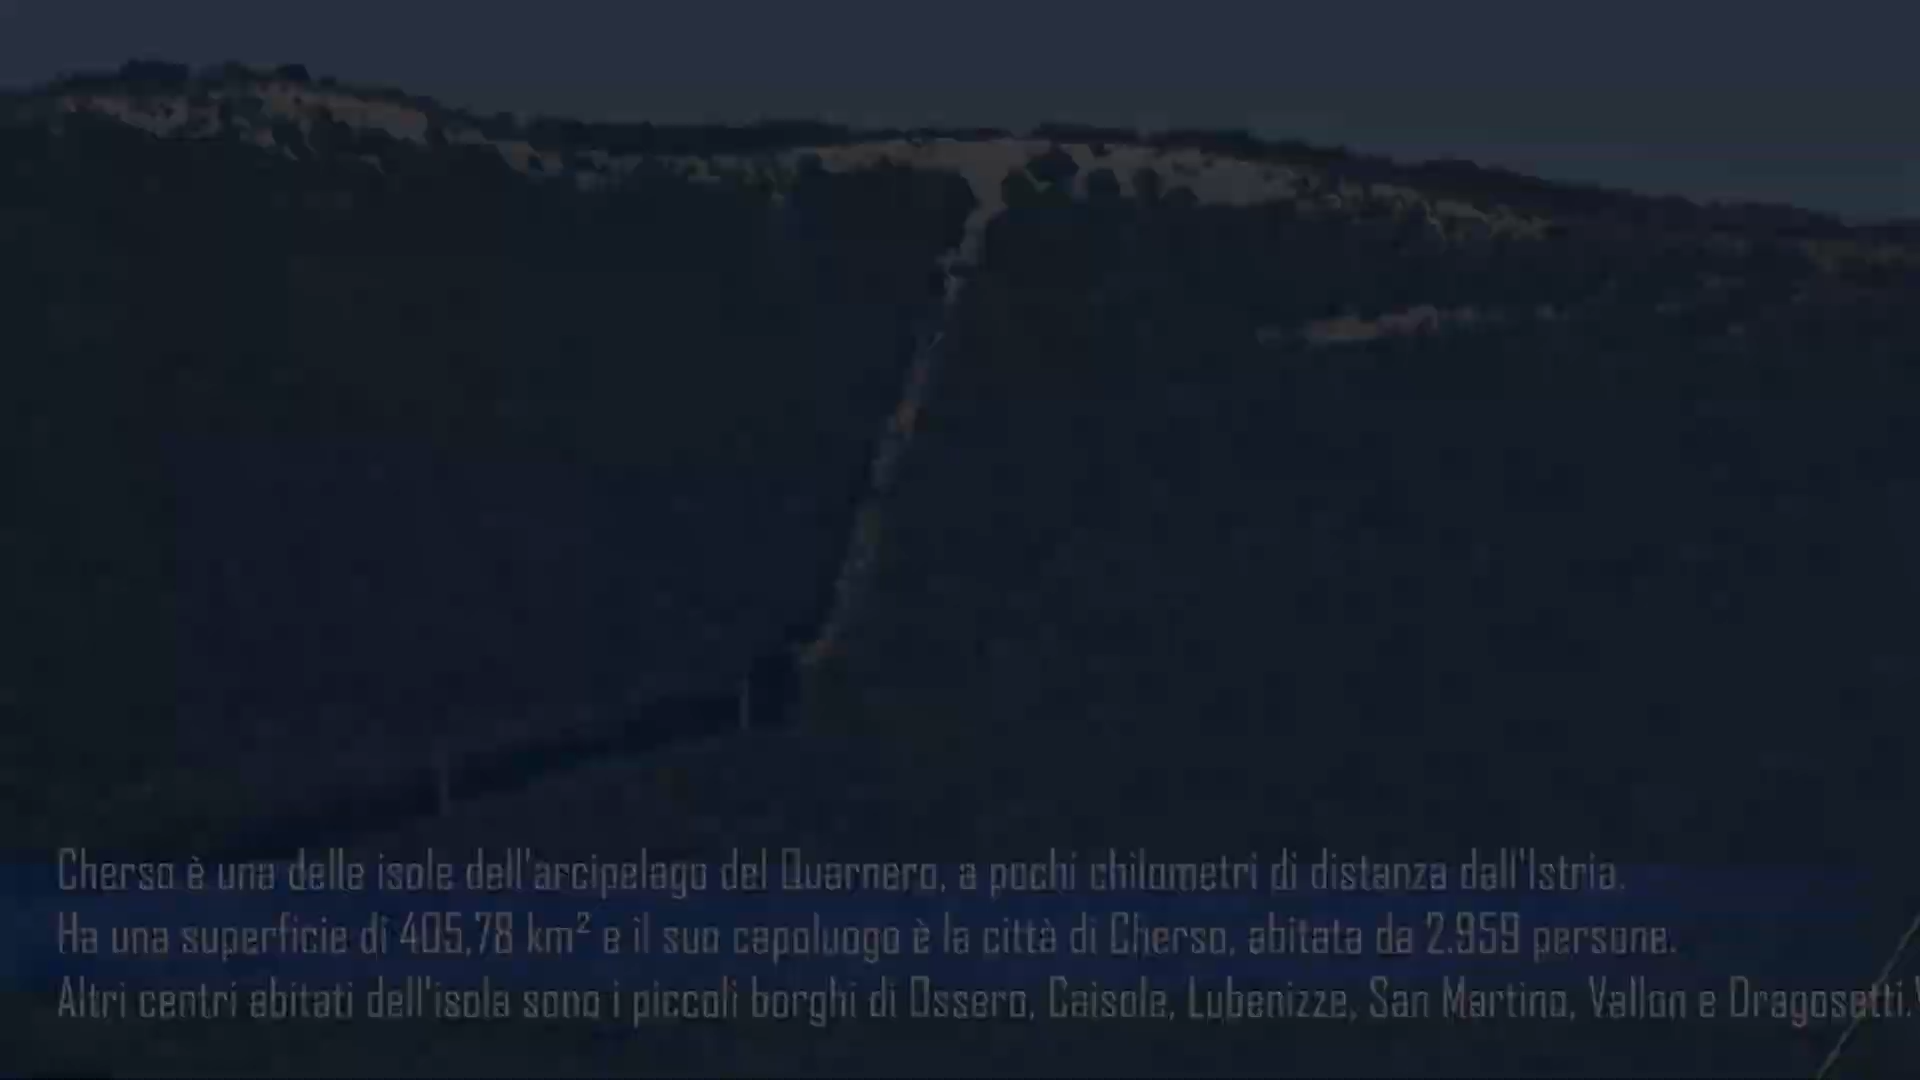 Cherso è una delle isole dell'arcipelago del Quarnero, a pochi chilometri di distanza dall'Istria.
Ha una superficie di 405,78 km² e il suo capoluogo è la città di Cherso, abitata da 2.959 persone.
Altri centri abitati dell'isola sono i piccoli borghi di Ossero, Caisole, Lubenizze, San Martino, Vallon e Dragosetti.